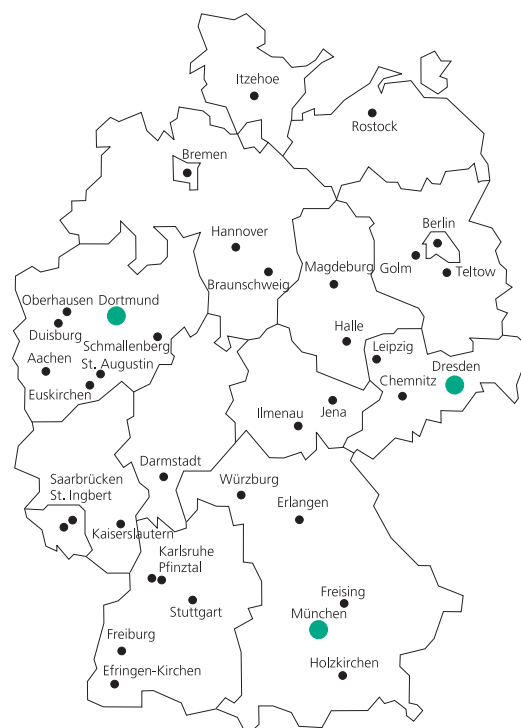 Itzehoe
Rostock
Bremen
Berlin
Hannover
Golm
Magdeburg
Teltow
Braunschweig
Oberhausen Dortmund
Duisburg
Schmallenberg
Halle
Leipzig
Aachen
St. Augustin
Dresden
Euskirchen
Chemnitz
Ilmenau
Jena
Darmstadt
Würzburg
Saarbrücken
St. Ingbert
Erlangen
Kaiserslautern
Karlsruhe
Pfinztal
Freising
Stuttgart
München
Freiburg
Efringen-Kirchen
Holzkirchen